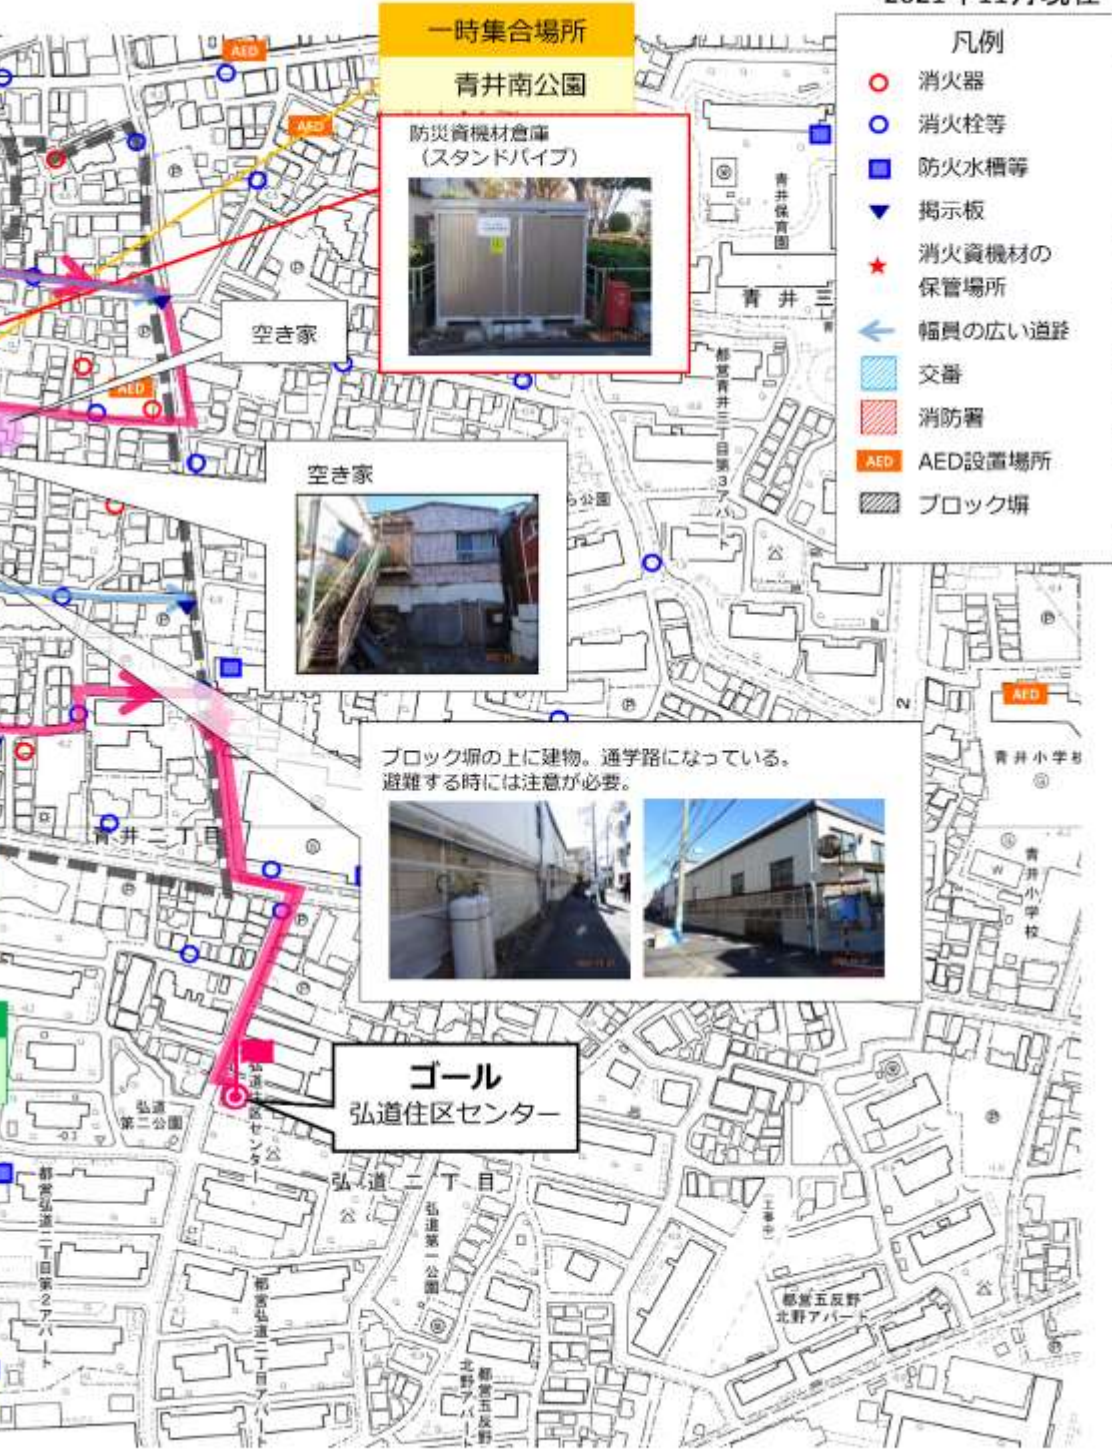 2021年11月現在
一時集合場所
青井南公園
防災資機材倉庫
（スタンドパイプ）
凡例
消火器
消火栓等
防火水槽等
掲示板
消火資機材の
保管場所
幅員の広い道路
交番
消防署
AED
AED設置場所
ブロック塀
AED
AED
AED
AED
空き家
空き家
青井保育園
青井三
都営青井三丁目第3アパート
ら公園
ブロック塀の上に建物。通学路になっている。
避難する時には注意が必要。
青井小学校
青井小学校
青井二丁目
ゴール
弘道住区センター
弘道住区センター
弘道
第二公園
弘道二丁目
弘道第一公園
都営弘道二丁目第2アパート
都営弘道二丁目アパート
工事中
都営五反野
北野アパート
都営五反野
北野アパート